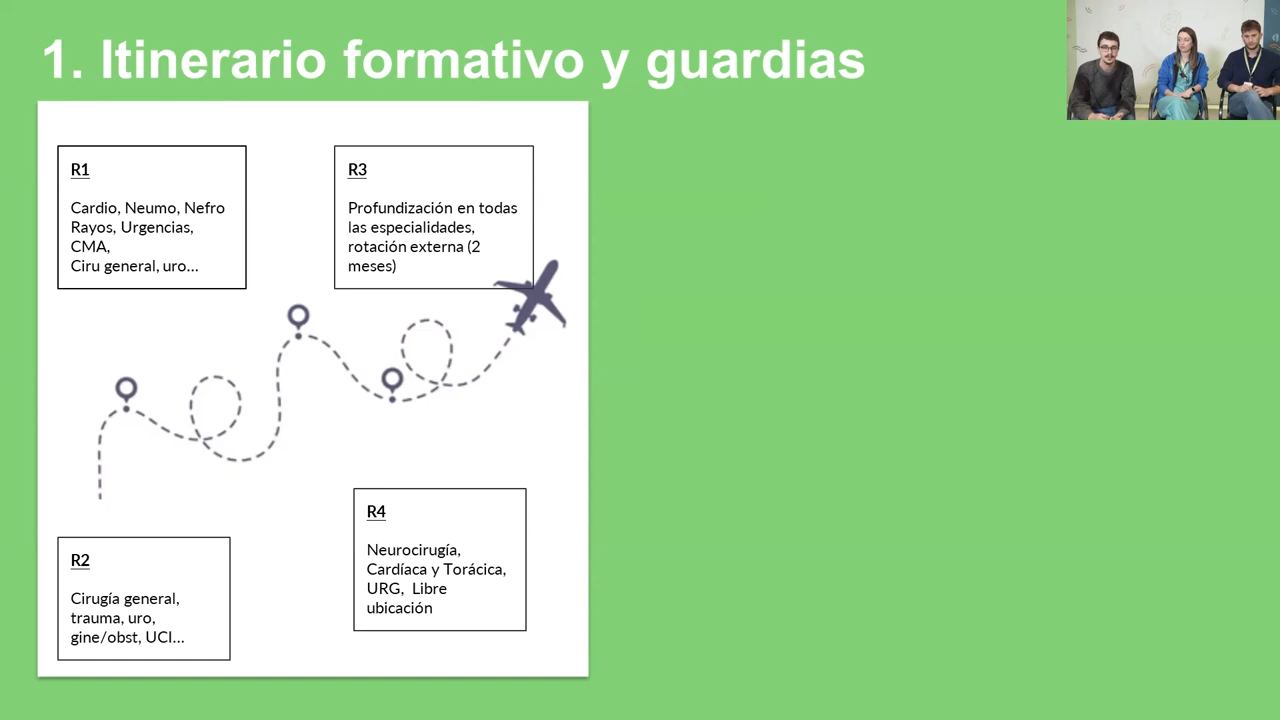 1. Itinerario formativo y guardias
R1
Cardio, Neumo, Nefro
Rayos, Urgencias,
CMA,
Ciru general, uro...
R3
Profundización en todas
las especialidades,
rotación externa (2
meses)
R2
Cirugía general,
trauma, uro,
gine/obst, UCI...
R4
Neurocirugía,
Cardíaca y Torácica,
URG, Libre
ubicación